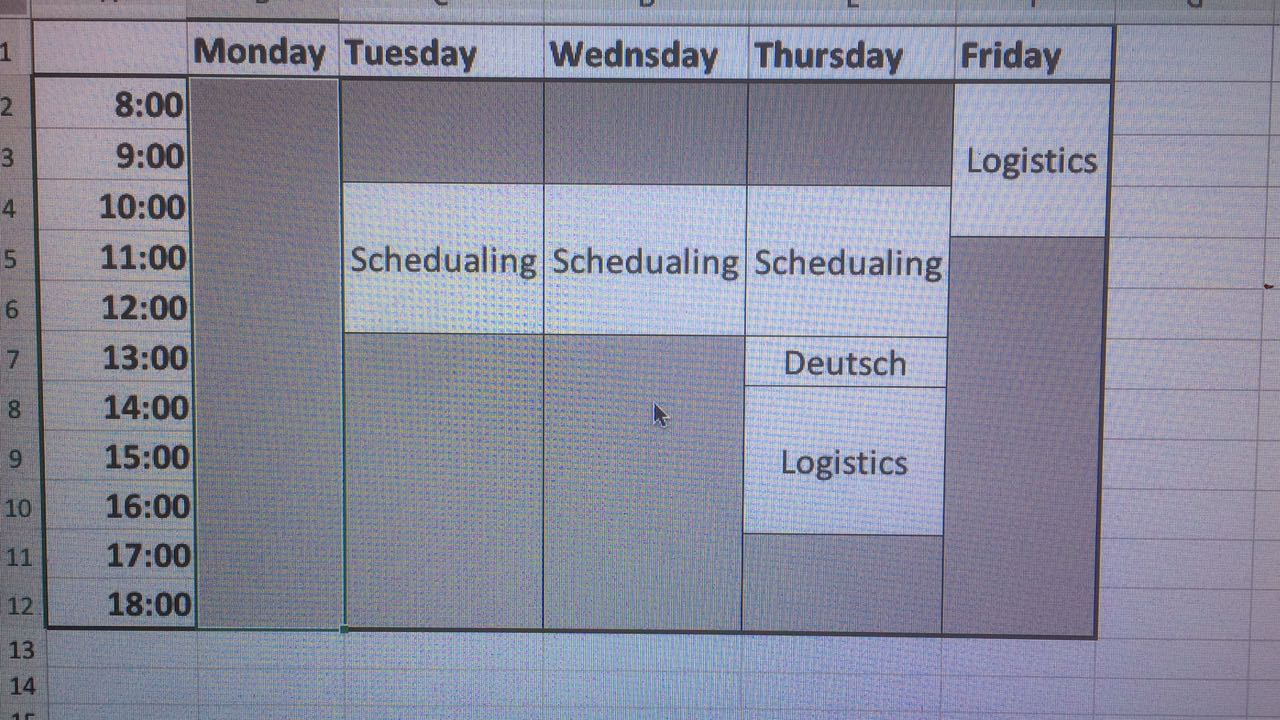 1 Monday Tuesday Wednsday Thursday Friday
2 8:00
3 9:00 Logistics
4 10:00
5 11:00 Schedualing Schedualing Schedualing
6 12:00
7 13:00 Deutsch
8 14:00
9 15:00 Logistics
10 16:00
11 17:00
12 18:00
13
14